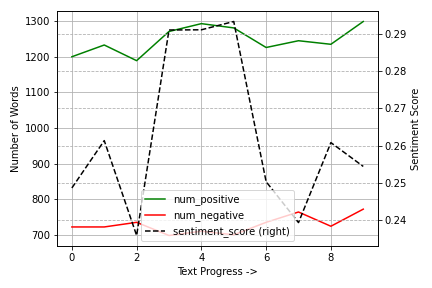 1300
1200
1100
1000
900
800
700
Number of Words
0.29
0.28
0.27
0.26
0.25
0.24
Sentiment Score
num_positive
num_negative
sentiment_score (right)
0 2 4 6 8
Text Progress ->